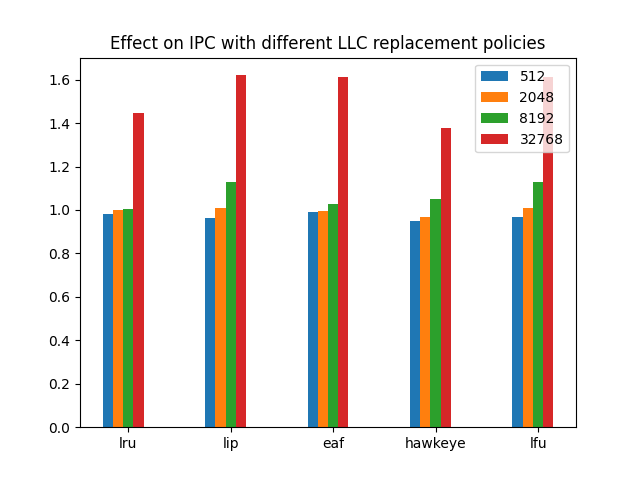 Effect on IPC with different LLC replacement policies
1.6
1.4
1.2
1.0
0.8
0.6
0.4
0.2
0.0
512
2048
8192
32768
lru
lip
eaf
hawkeye
lfu